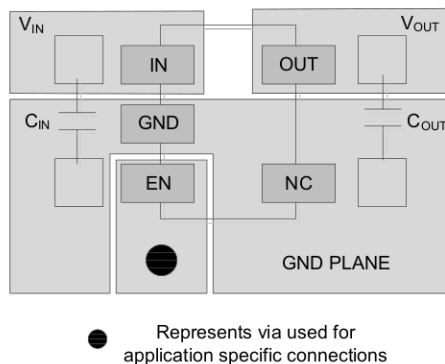 VIN
VOUT
IN
OUT
CIN
GND
COUT
EN
NC
GND PLANE
Represents via used for
application specific connections